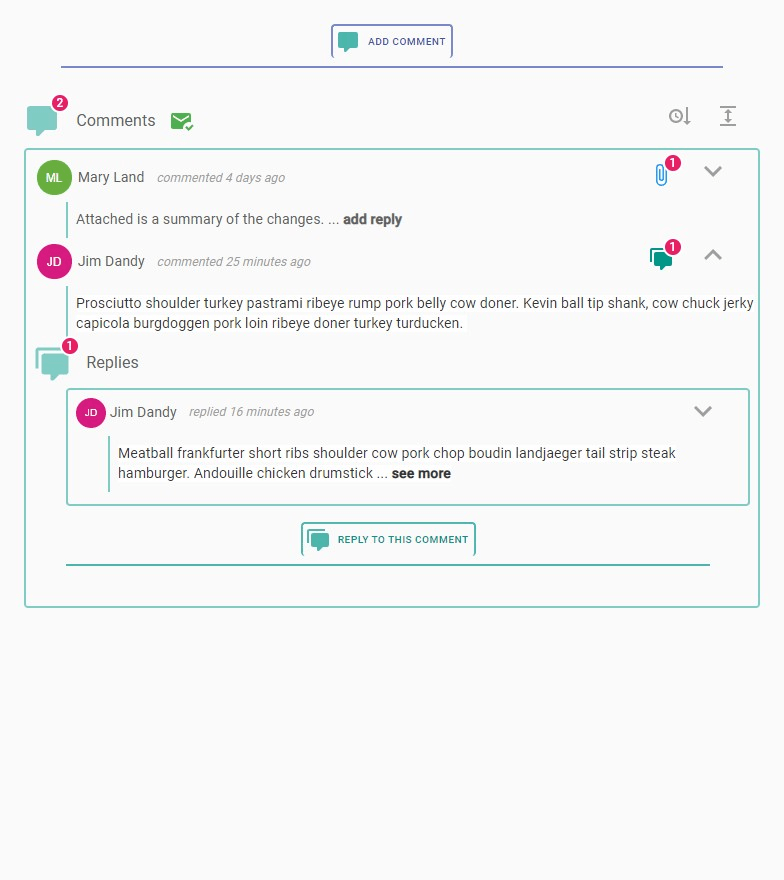 ADD COMMENT
2
Comments
ML Mary Land commented 4 days ago 1
Attached is a summary of the changes. ... add reply
JD Jim Dandy commented 25 minutes ago 1
Prosciutto shoulder turkey pastrami ribeye rump pork belly cow doner. Kevin ball tip shank, cow chuck jerky
capicola burgdoggen pork loin ribeye doner turkey turducken.
1
Replies
JD Jim Dandy replied 16 minutes ago
Meatball frankfurter short ribs shoulder cow pork chop boudin landjaeger tail strip steak
hamburger. Andouille chicken drumstick ... see more
REPLY TO THIS COMMENT